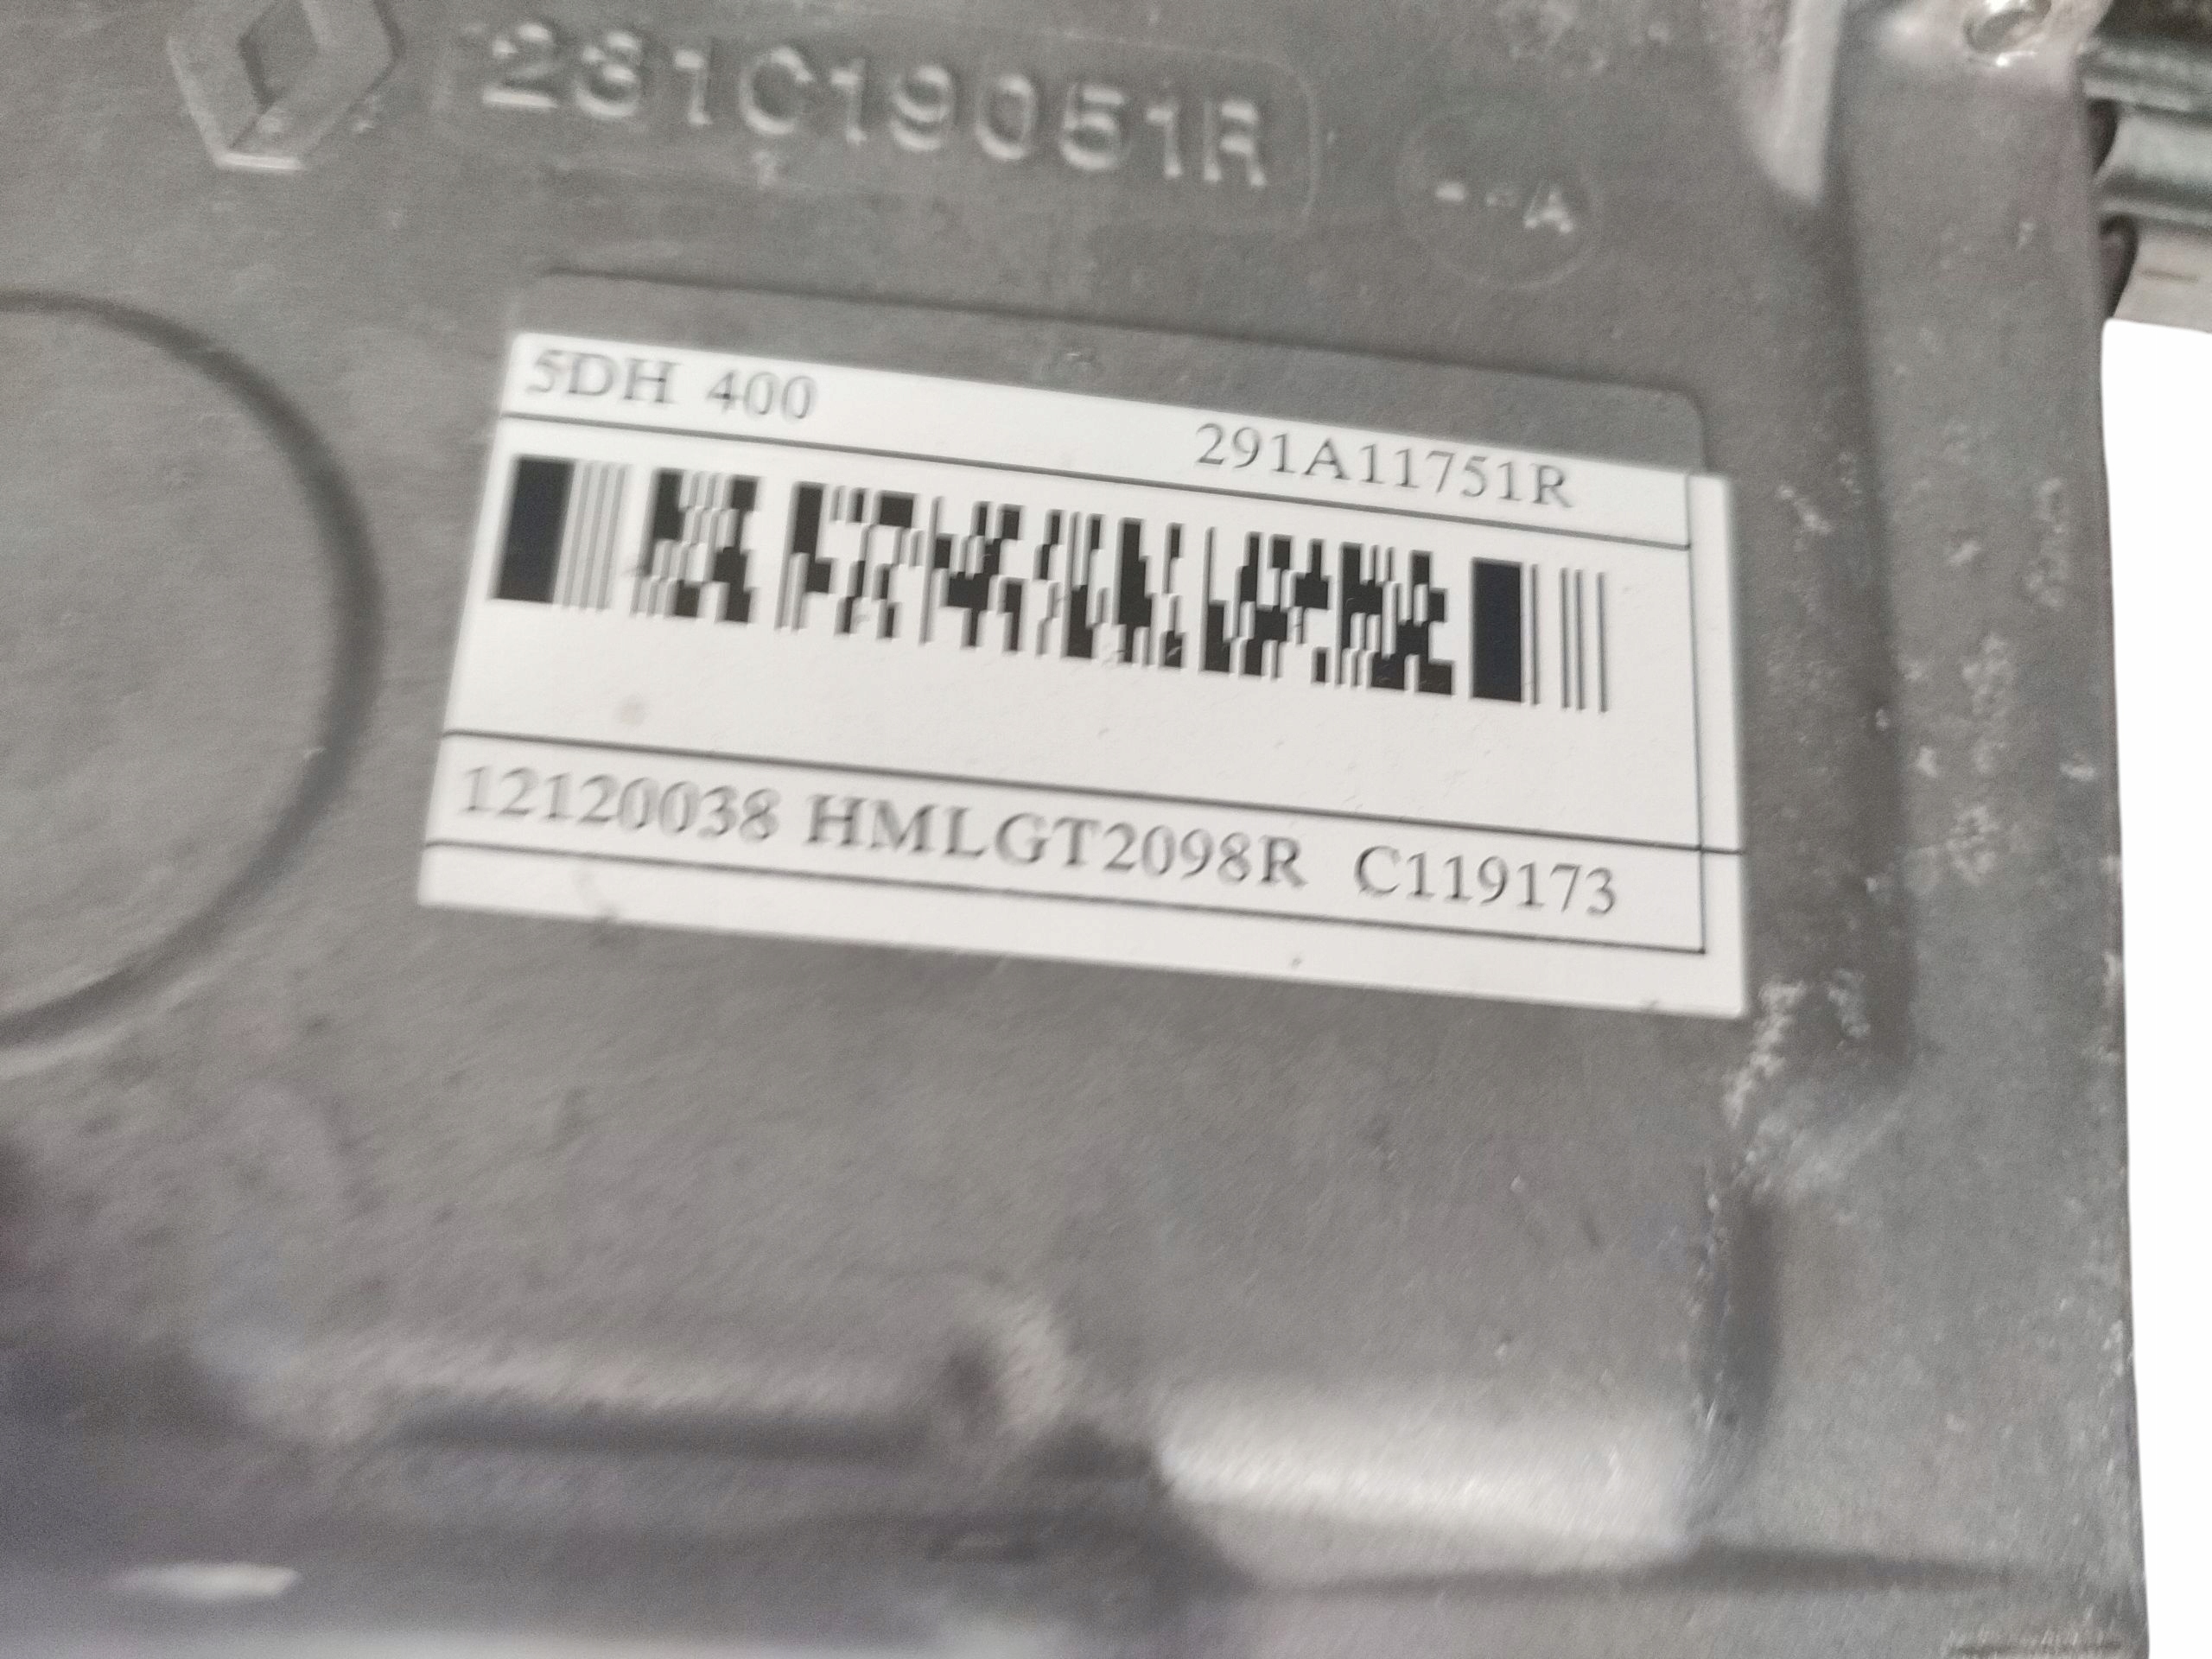 231C19051R
--A
5DH 400
291A11751R
12120038 HMLGT2098R C119173